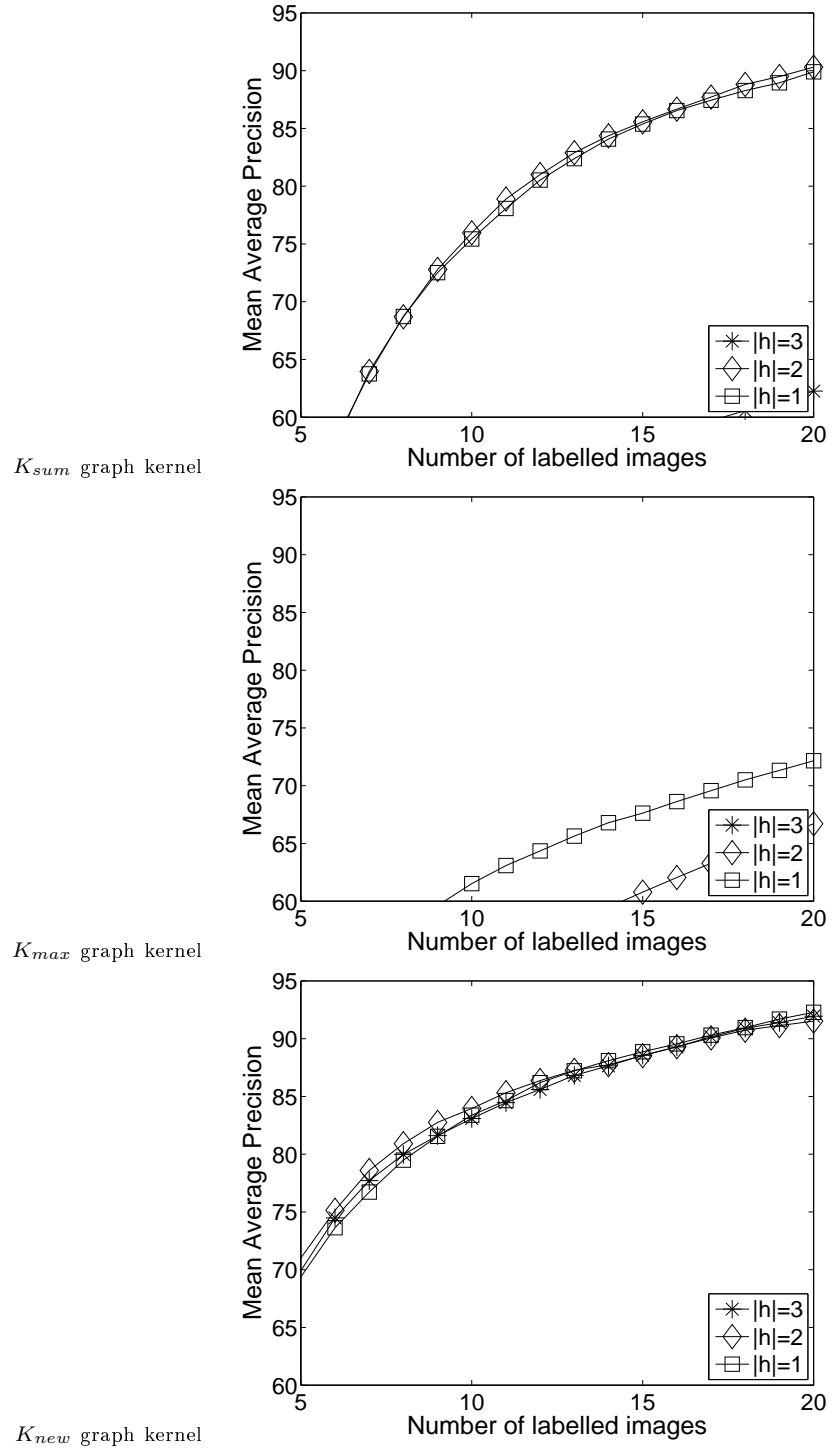 95
90
85
80
75
70
65
60
Mean Average Precision
|h|=3
|h|=2
|h|=1
5 10 15 20
Number of labelled images
K_sum graph kernel
95
90
85
80
75
70
65
60
Mean Average Precision
|h|=3
|h|=2
|h|=1
5 10 15 20
Number of labelled images
K_max graph kernel
95
90
85
80
75
70
65
60
Mean Average Precision
|h|=3
|h|=2
|h|=1
5 10 15 20
Number of labelled images
K_new graph kernel